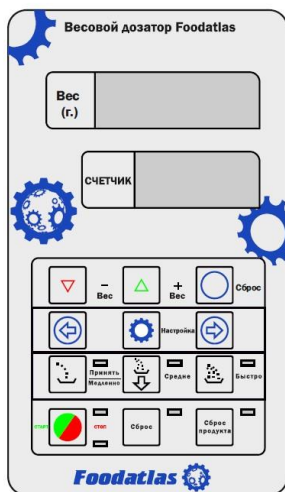 Весовой дозатор Foodatlas
Вес
(г.)
СЧЕТЧИК
– Вес
+ Вес
Сброс
Настройка
Принять
Медленно
Средне
Быстро
СТАРТ
СТОП
Сброс
Сброс
продукта
Foodatlas